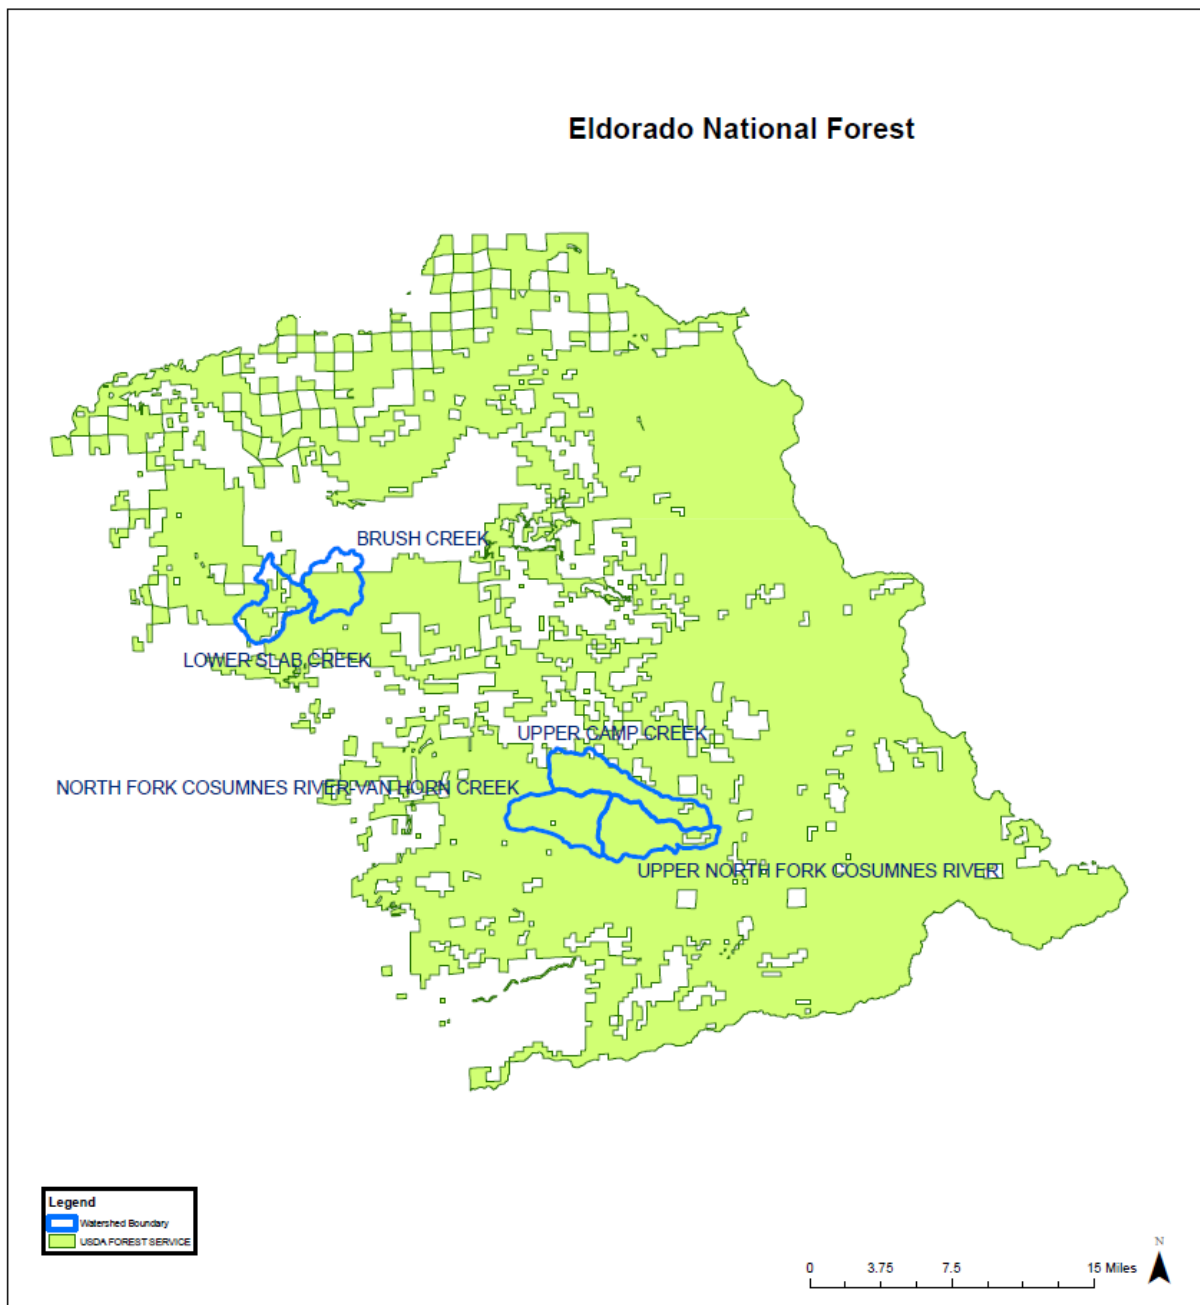 Eldorado National Forest
BRUSH CREEK
LOWER SLAB CREEK
UPPER CAMP CREEK
NORTH FORK COSUMNES RIVER-VAN HORN CREEK
UPPER NORTH FORK COSUMNES RIVER
Legend
Watershed Boundary
USDA FOREST SERVICE
N
0 3.75 7.5 15 Miles